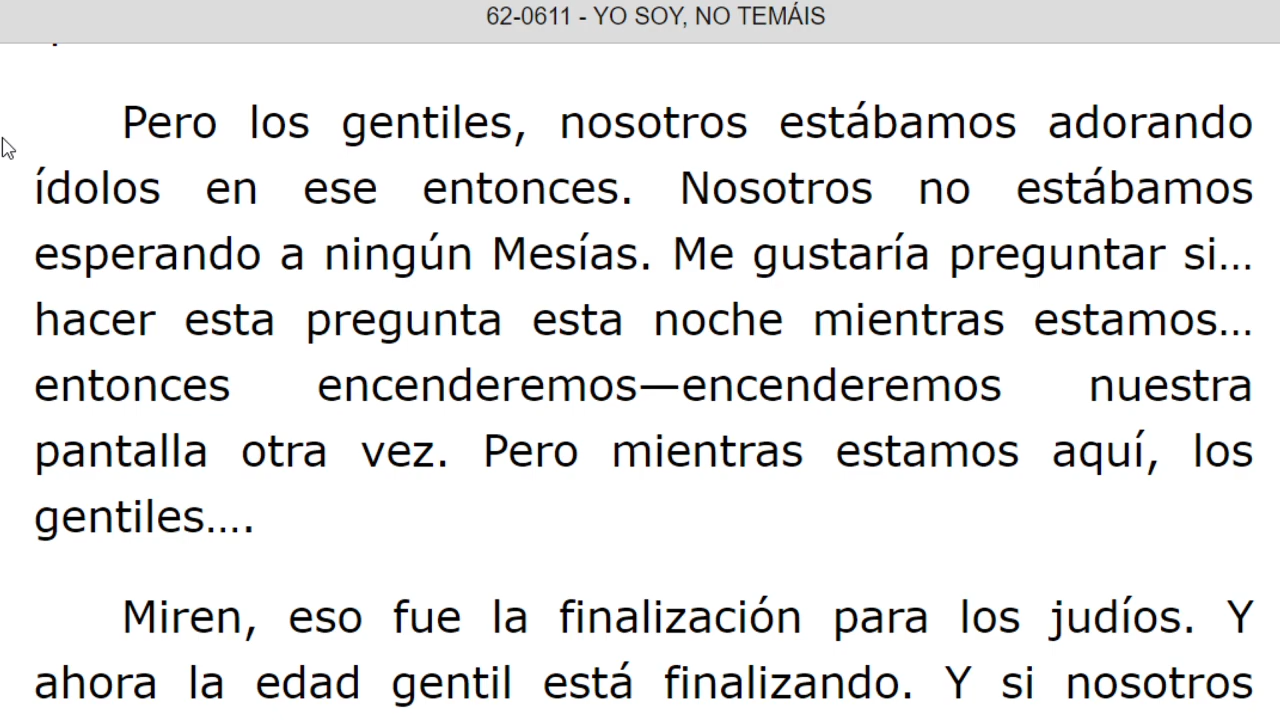 62-0611 - YO SOY, NO TEMÁIS
Pero los gentiles, nosotros estábamos adorando
ídolos en ese entonces. Nosotros no estábamos
esperando a ningún Mesías. Me gustaría preguntar si...
hacer esta pregunta esta noche mientras estamos...
entonces encenderemos—encenderemos nuestra
pantalla otra vez. Pero mientras estamos aquí, los
gentiles....
Miren, eso fue la finalización para los judíos. Y
ahora la edad gentil está finalizando. Y si nosotros